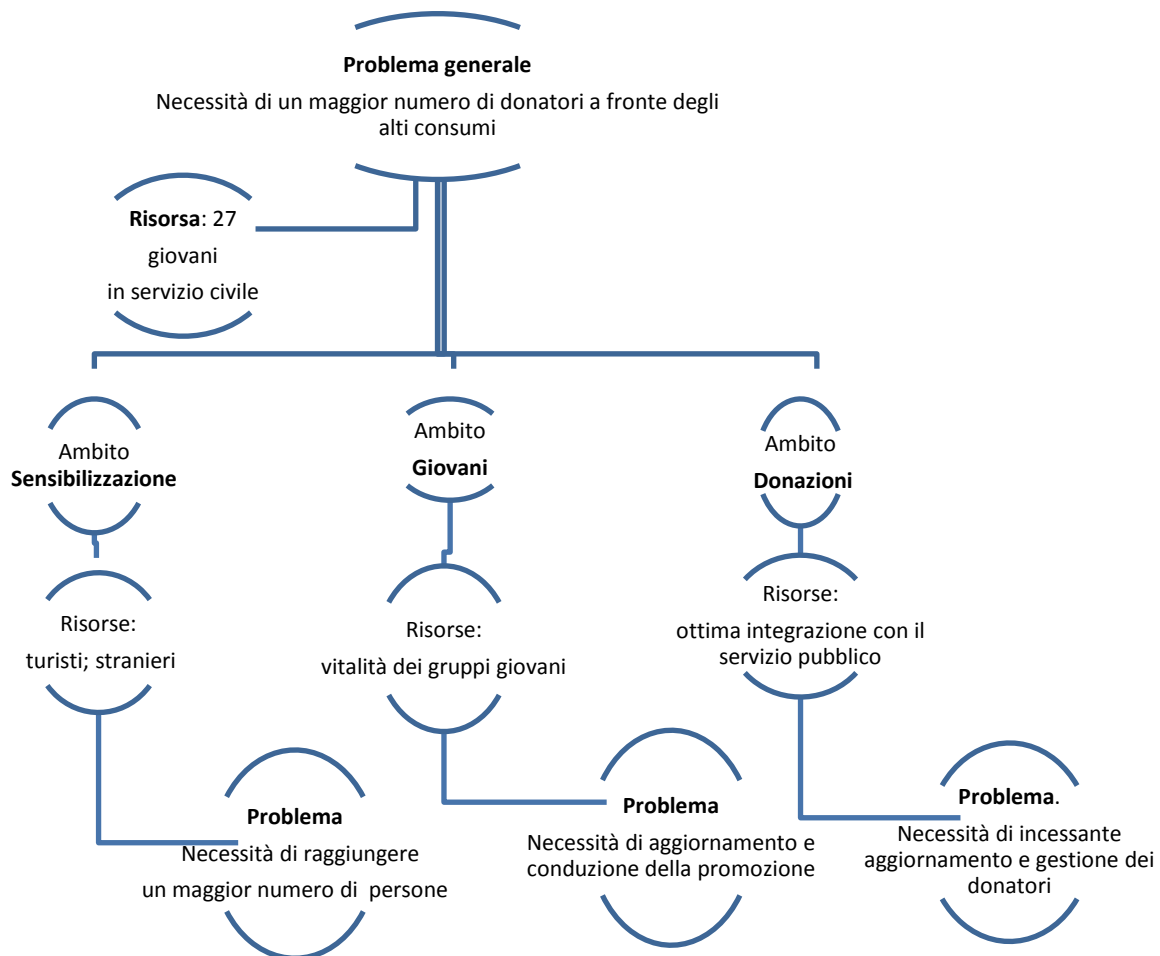 Problema generale
Necessità di un maggior numero di donatori a fronte degli
alti consumi
Risorsa: 27
giovani
in servizio civile
Ambito
Sensibilizzazione
Ambito
Giovani
Ambito
Donazioni
Risorse:
turisti; stranieri
Risorse:
vitalità dei gruppi giovani
Risorse:
ottima integrazione con il
servizio pubblico
Problema
Necessità di raggiungere
un maggior numero di persone
Problema
Necessità di aggiornamento e
conduzione della promozione
Problema.
Necessità di incessante
aggiornamento e gestione dei
donatori